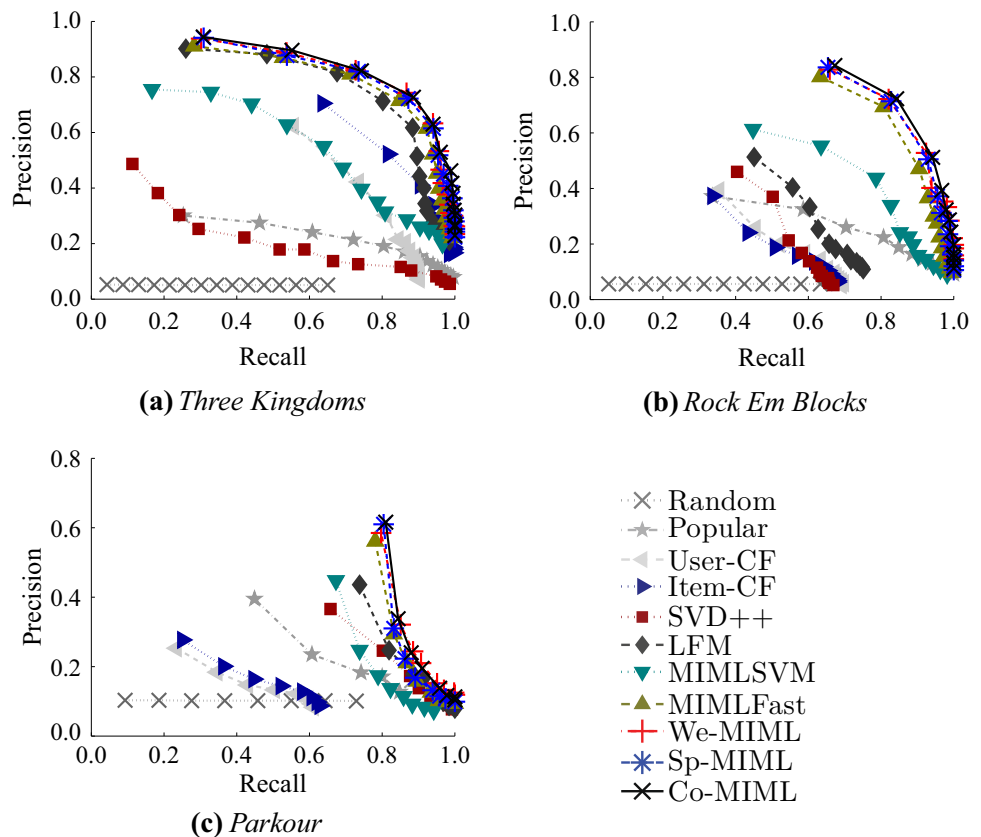 1.0
0.8
0.6
0.4
0.2
0.0
Precision
0.0 0.2 0.4 0.6 0.8 1.0
Recall
(a) Three Kingdoms
1.0
0.8
0.6
0.4
0.2
0.0
Precision
0.0 0.2 0.4 0.6 0.8 1.0
Recall
(b) Rock Em Blocks
0.8
0.6
0.4
0.2
0.0
Precision
0.0 0.2 0.4 0.6 0.8 1.0
Recall
(c) Parkour
Random
Popular
User-CF
Item-CF
SVD++
LFM
MIMLSVM
MIMLFast
We-MIML
Sp-MIML
Co-MIML